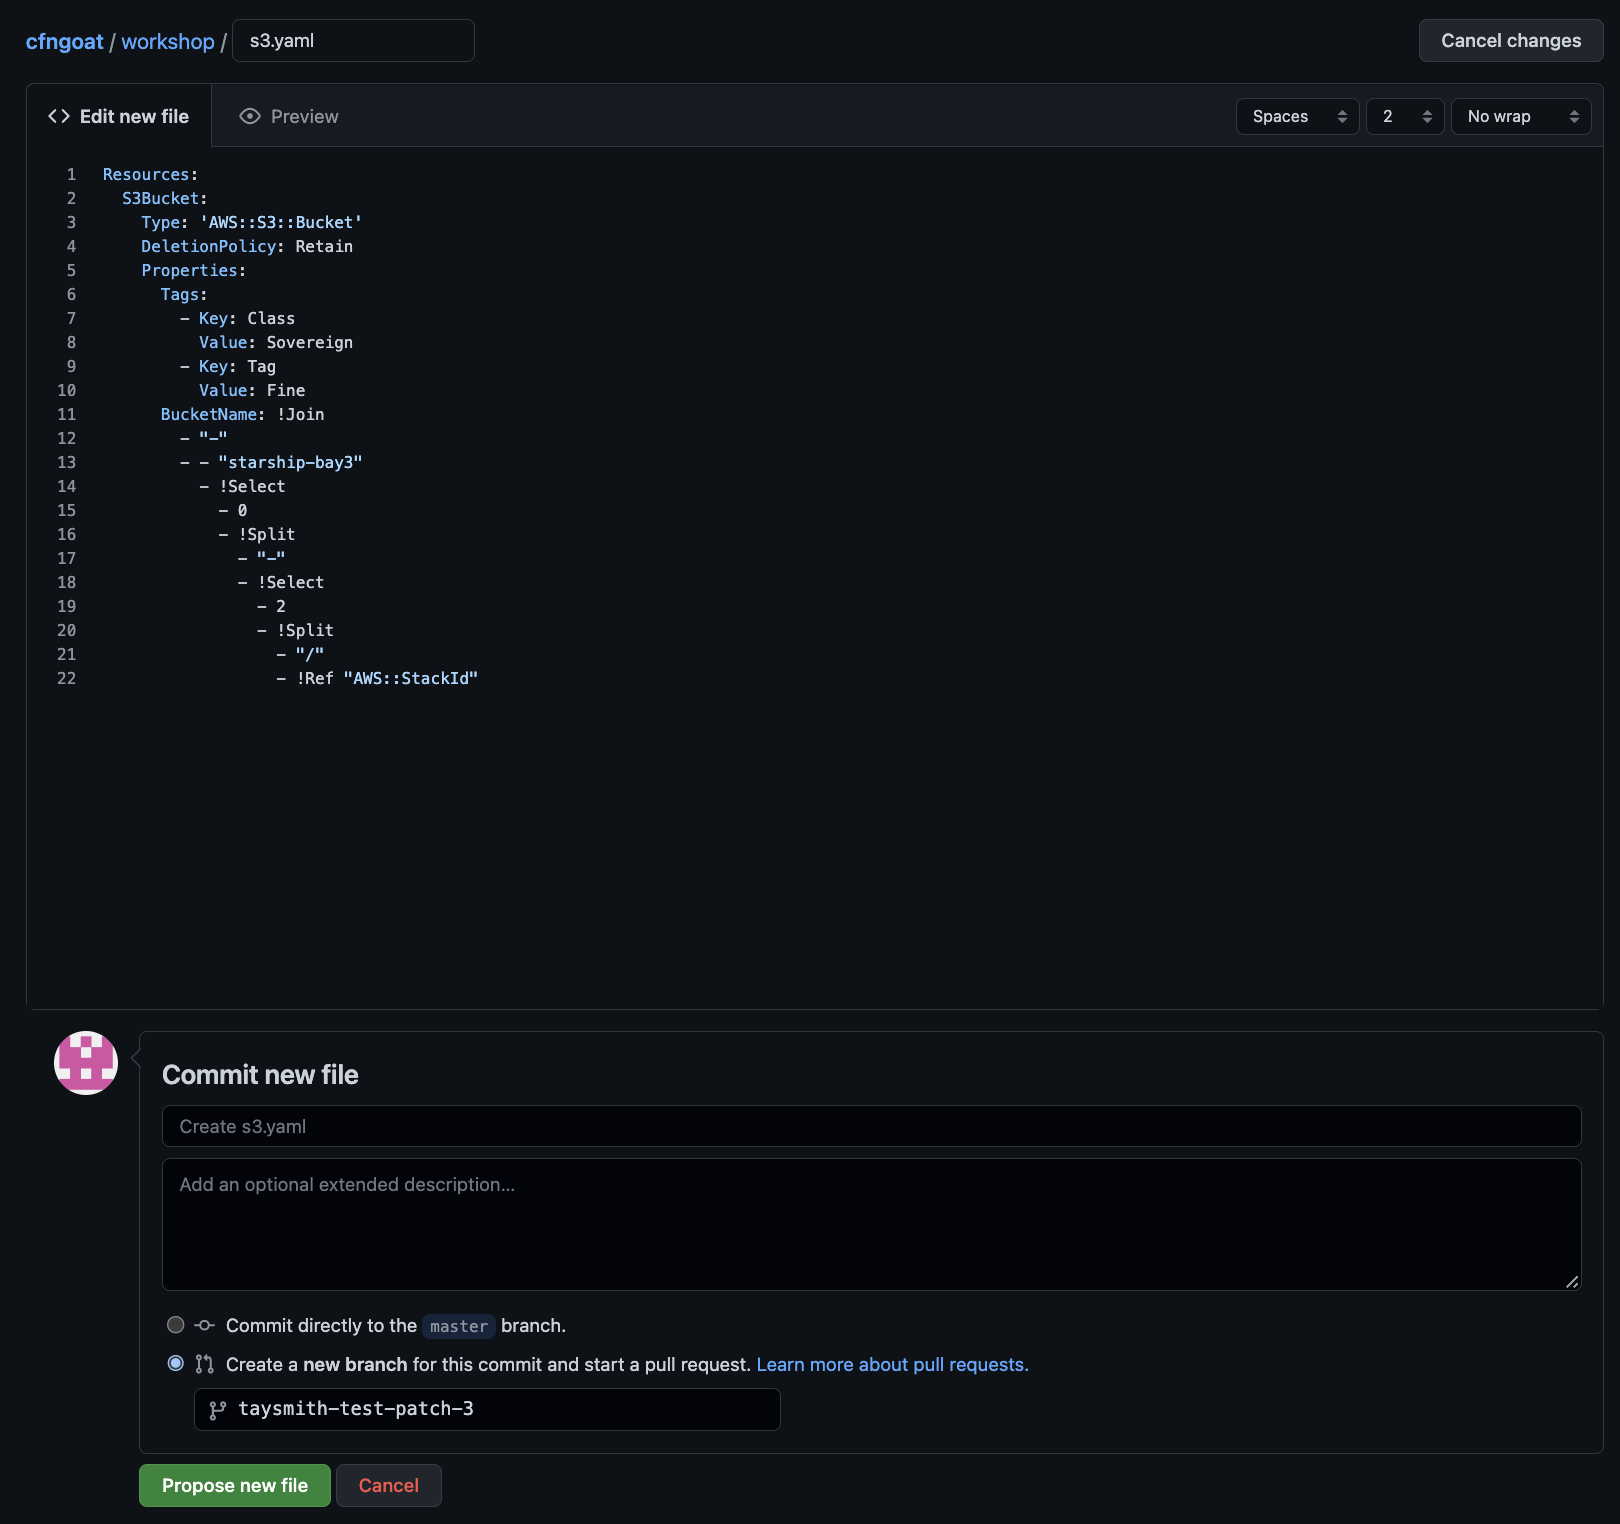 cfngoat / workshop / s3.yaml
Cancel changes
Edit new file
Preview
Spaces
2
No wrap
1 Resources:
2   S3Bucket:
3     Type: 'AWS::S3::Bucket'
4     DeletionPolicy: Retain
5     Properties:
6       Tags:
7         - Key: Class
8           Value: Sovereign
9         - Key: Tag
10           Value: Fine
11       BucketName: !Join
12         - "-"
13         - - "starship-bay3"
14           - !Select
15             - 0
16             - !Split
17               - "-"
18               - !Select
19                 - 2
20                 - !Split
21                   - "/"
22                   - !Ref "AWS::StackId"
Commit new file
Create s3.yaml
Add an optional extended description...
Commit directly to the master branch.
Create a new branch for this commit and start a pull request. Learn more about pull requests.
taysmith-test-patch-3
Propose new file
Cancel